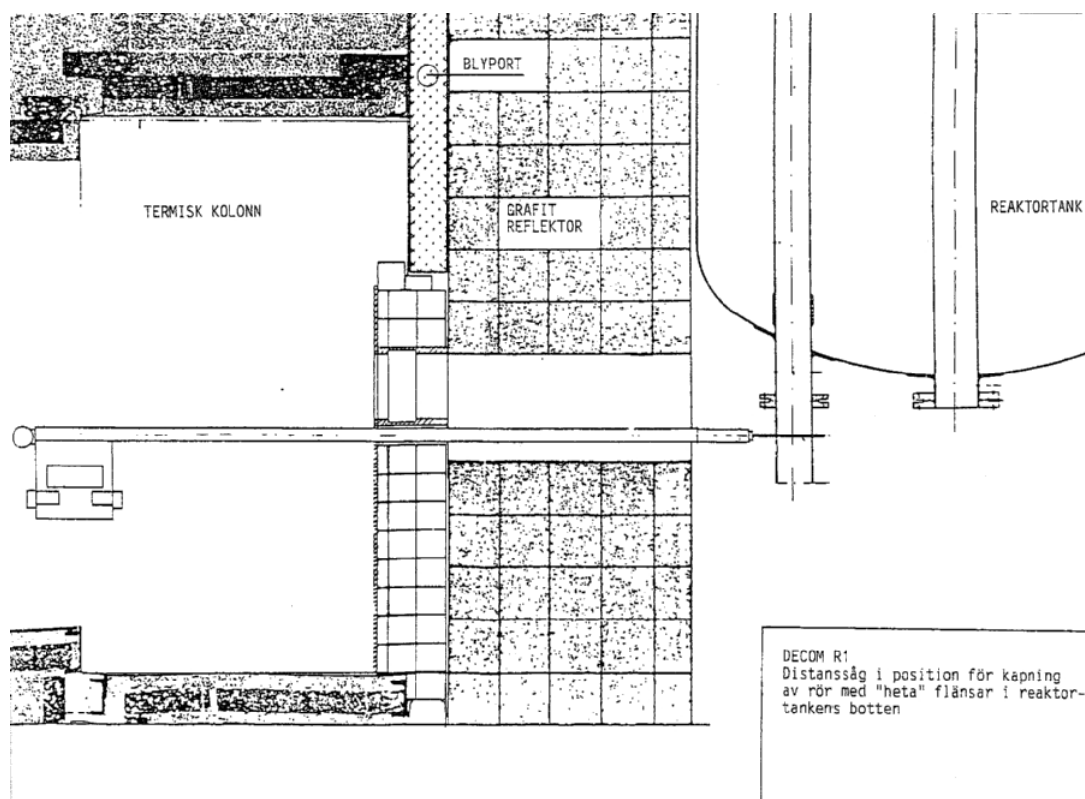 BLYPORT
TERMISK KOLONN
GRAFIT
REFLEKTOR
REAKTORTANK
DECOM R1
Distanssåg i position för kapning
av rör med "heta" flänsar i reaktor-
tankens botten